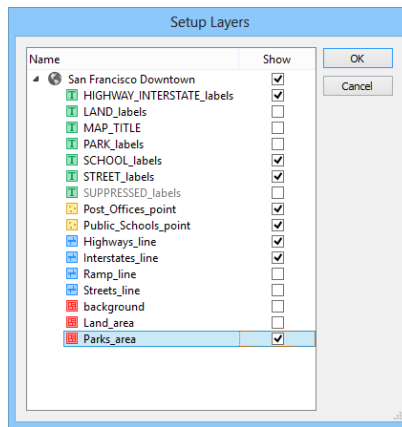 Setup Layers
Name Show OK
San Francisco Downtown
HIGHWAY_INTERSTATE_labels Cancel
LAND_labels
MAP_TITLE
PARK_labels
SCHOOL_labels
STREET_labels
SUPPRESSED_labels
Post_Offices_point
Public_Schools_point
Highways_line
Interstates_line
Ramp_line
Streets_line
background
Land_area
Parks_area